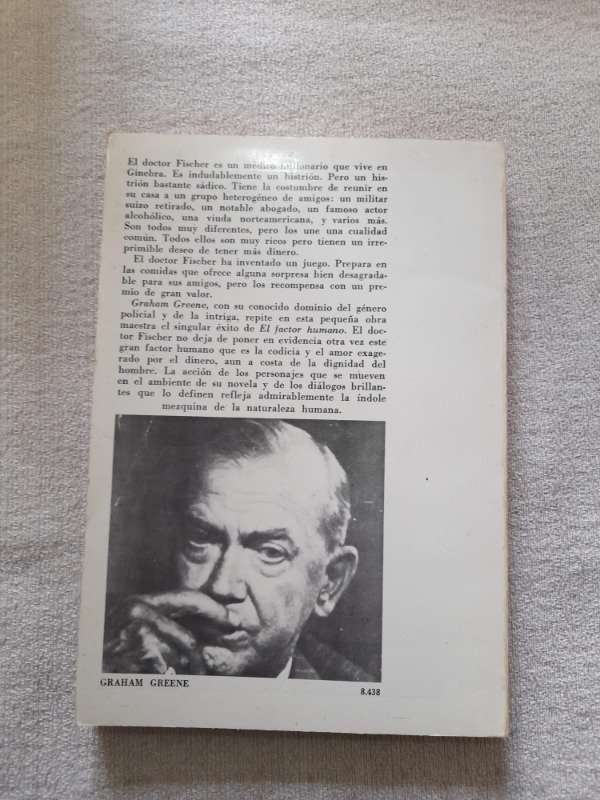 El doctor Fischer es un médico millonario que vive en
Ginebra. Es indudablemente un histrión. Pero un his-
trión bastante sádico. Tiene la costumbre de reunir en
su casa a un grupo heterogéneo de amigos: un militar
suizo retirado, un notable abogado, un famoso actor
alcohólico, una viuda norteamericana, y varios más.
Son todos muy diferentes, pero los une una cualidad
común. Todos ellos son muy ricos pero tienen un irre-
primible deseo de tener más dinero.
El doctor Fischer ha inventado un juego. Prepara en
las comidas que ofrece alguna sorpresa bien desagrada-
ble para sus amigos, pero los recompensa con un pre-
mio de gran valor.
Graham Greene, con su conocido dominio del género
policial y de la intriga, repite en esta pequeña obra
maestra el singular éxito de El factor humano. El doc-
tor Fischer no deja de poner en evidencia otra vez este
gran factor humano que es la codicia y el amor exage-
rado por el dinero, aun a costa de la dignidad del
hombre. La acción de los personajes que se mueven
en el ambiente de su novela y de los diálogos brillan-
tes que lo definen refleja admirablemente la índole
mezquina de la naturaleza humana.
GRAHAM GREENE
8.438